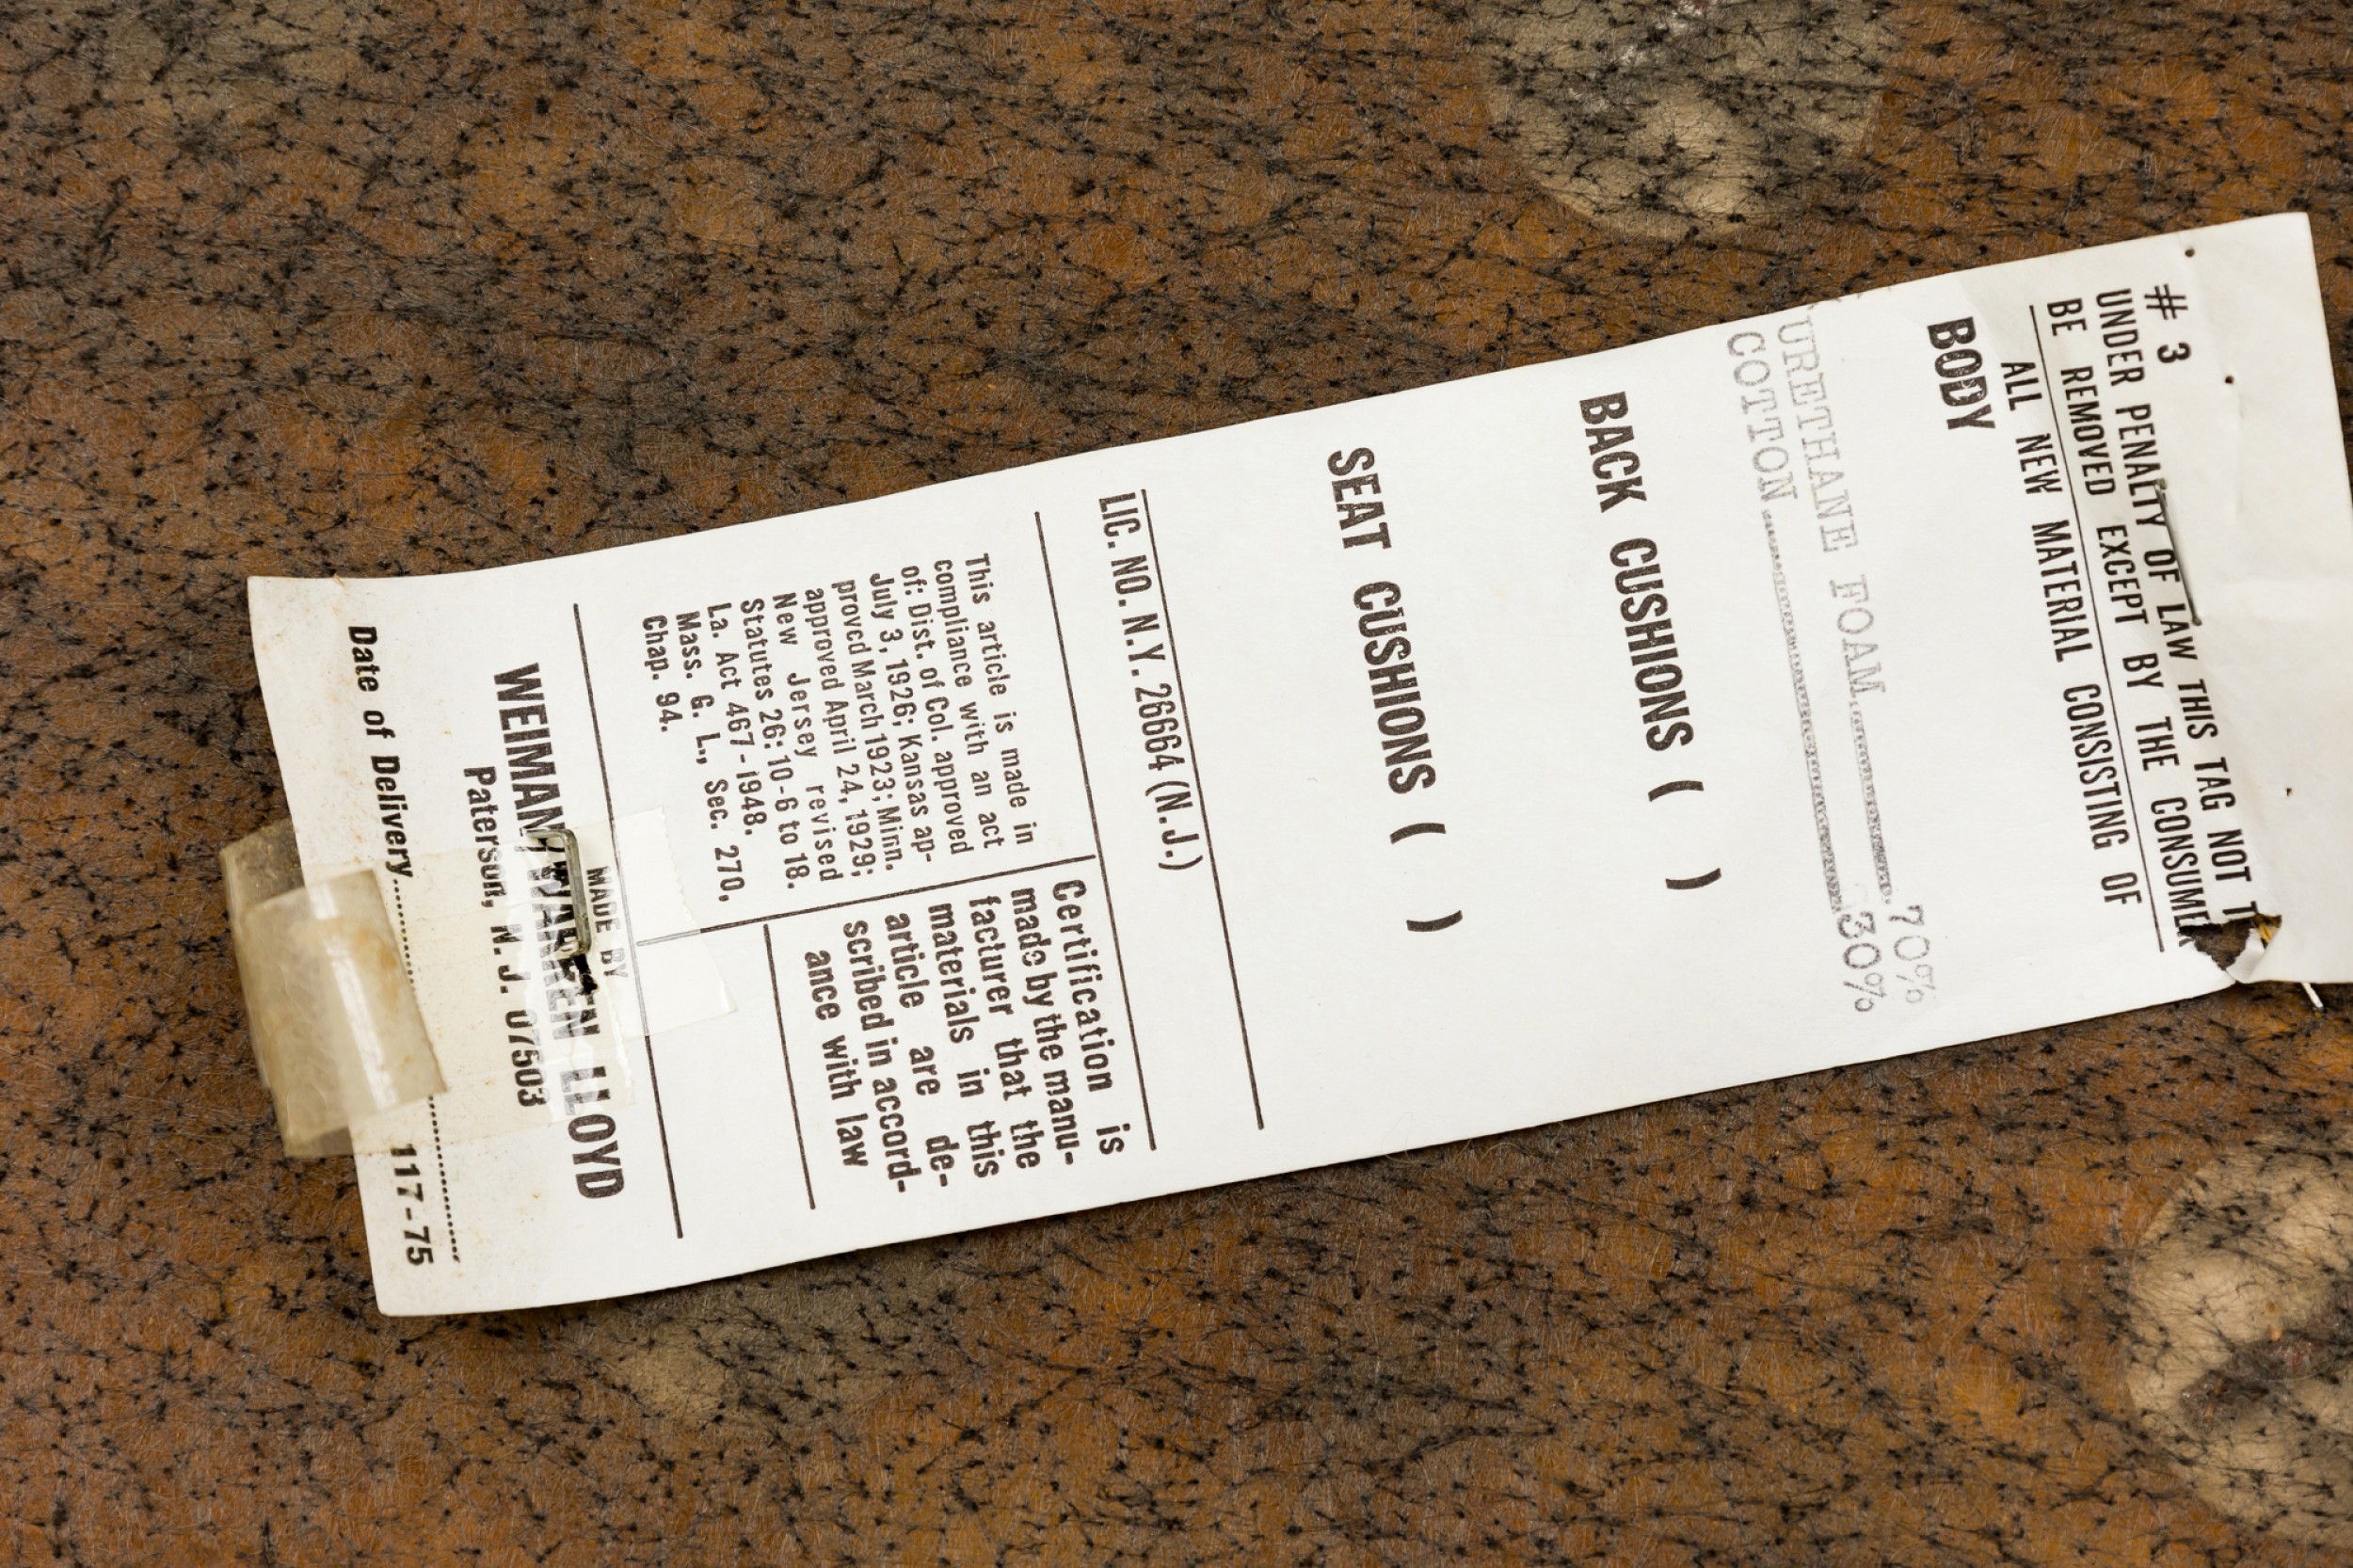 # 3
UNDER PENALTY OF LAW THIS TAG NOT T
BE REMOVED EXCEPT BY THE CONSUMER
ALL NEW MATERIAL CONSISTING OF
BODY
URETHANE FOAM 70%
COTTON 30%
BACK CUSHIONS ( )
SEAT CUSHIONS ( )
LIC. NO. N.Y. 26664 (N.J.)
This article is made in
compliance with an act
of: Dist. of Col. approved
July 3, 1926; Kansas ap-
proved March 1923; Minn.
approved April 24, 1929;
New Jersey revised
Statutes 26:10-6 to 18.
La. Act 467-1948.
Mass. G. L., Sec. 270,
Chap. 94.
Certification is
made by the manu-
facturer that the
materials in this
article are de-
scribed in accord-
ance with law
MADE BY
WEIMAN/WARREN LLOYD
Paterson, N. J. 07503
Date of Delivery
117-75